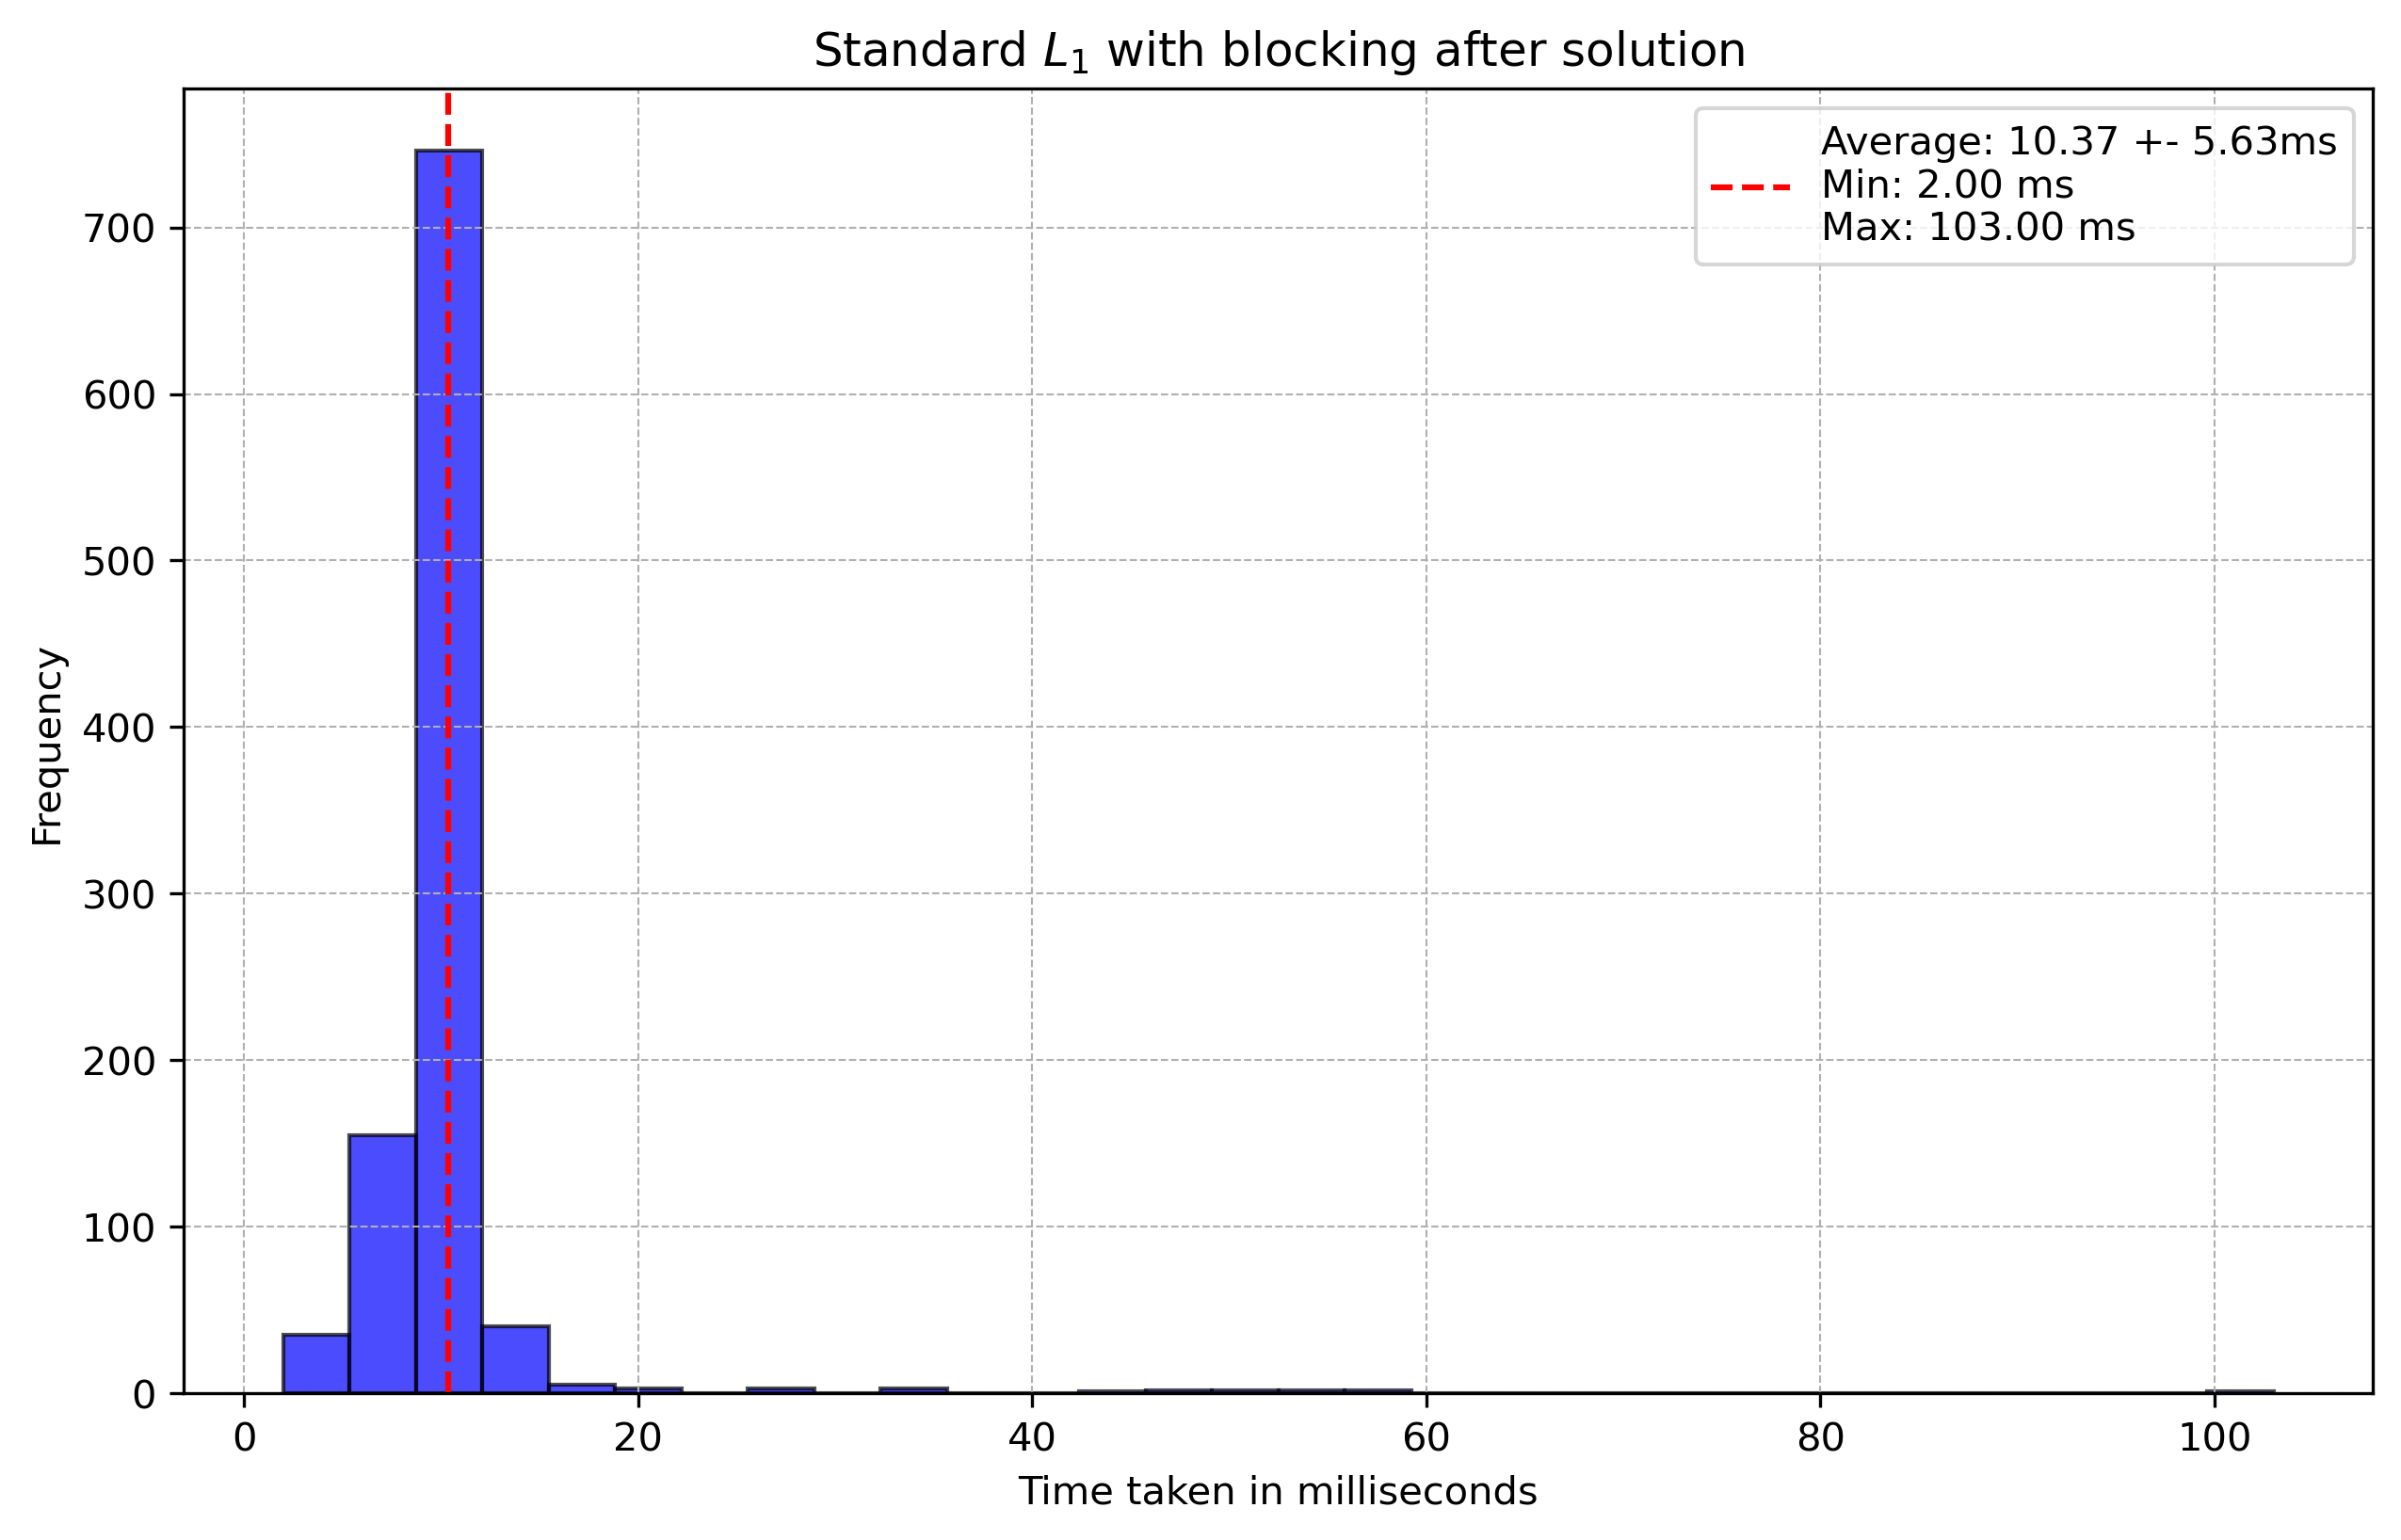 Standard L₁ with blocking after solution
Average: 10.37 +- 5.63ms
Min: 2.00 ms
Max: 103.00 ms
700
600
500
400
300
200
100
0
Frequency
0 20 40 60 80 100
Time taken in milliseconds